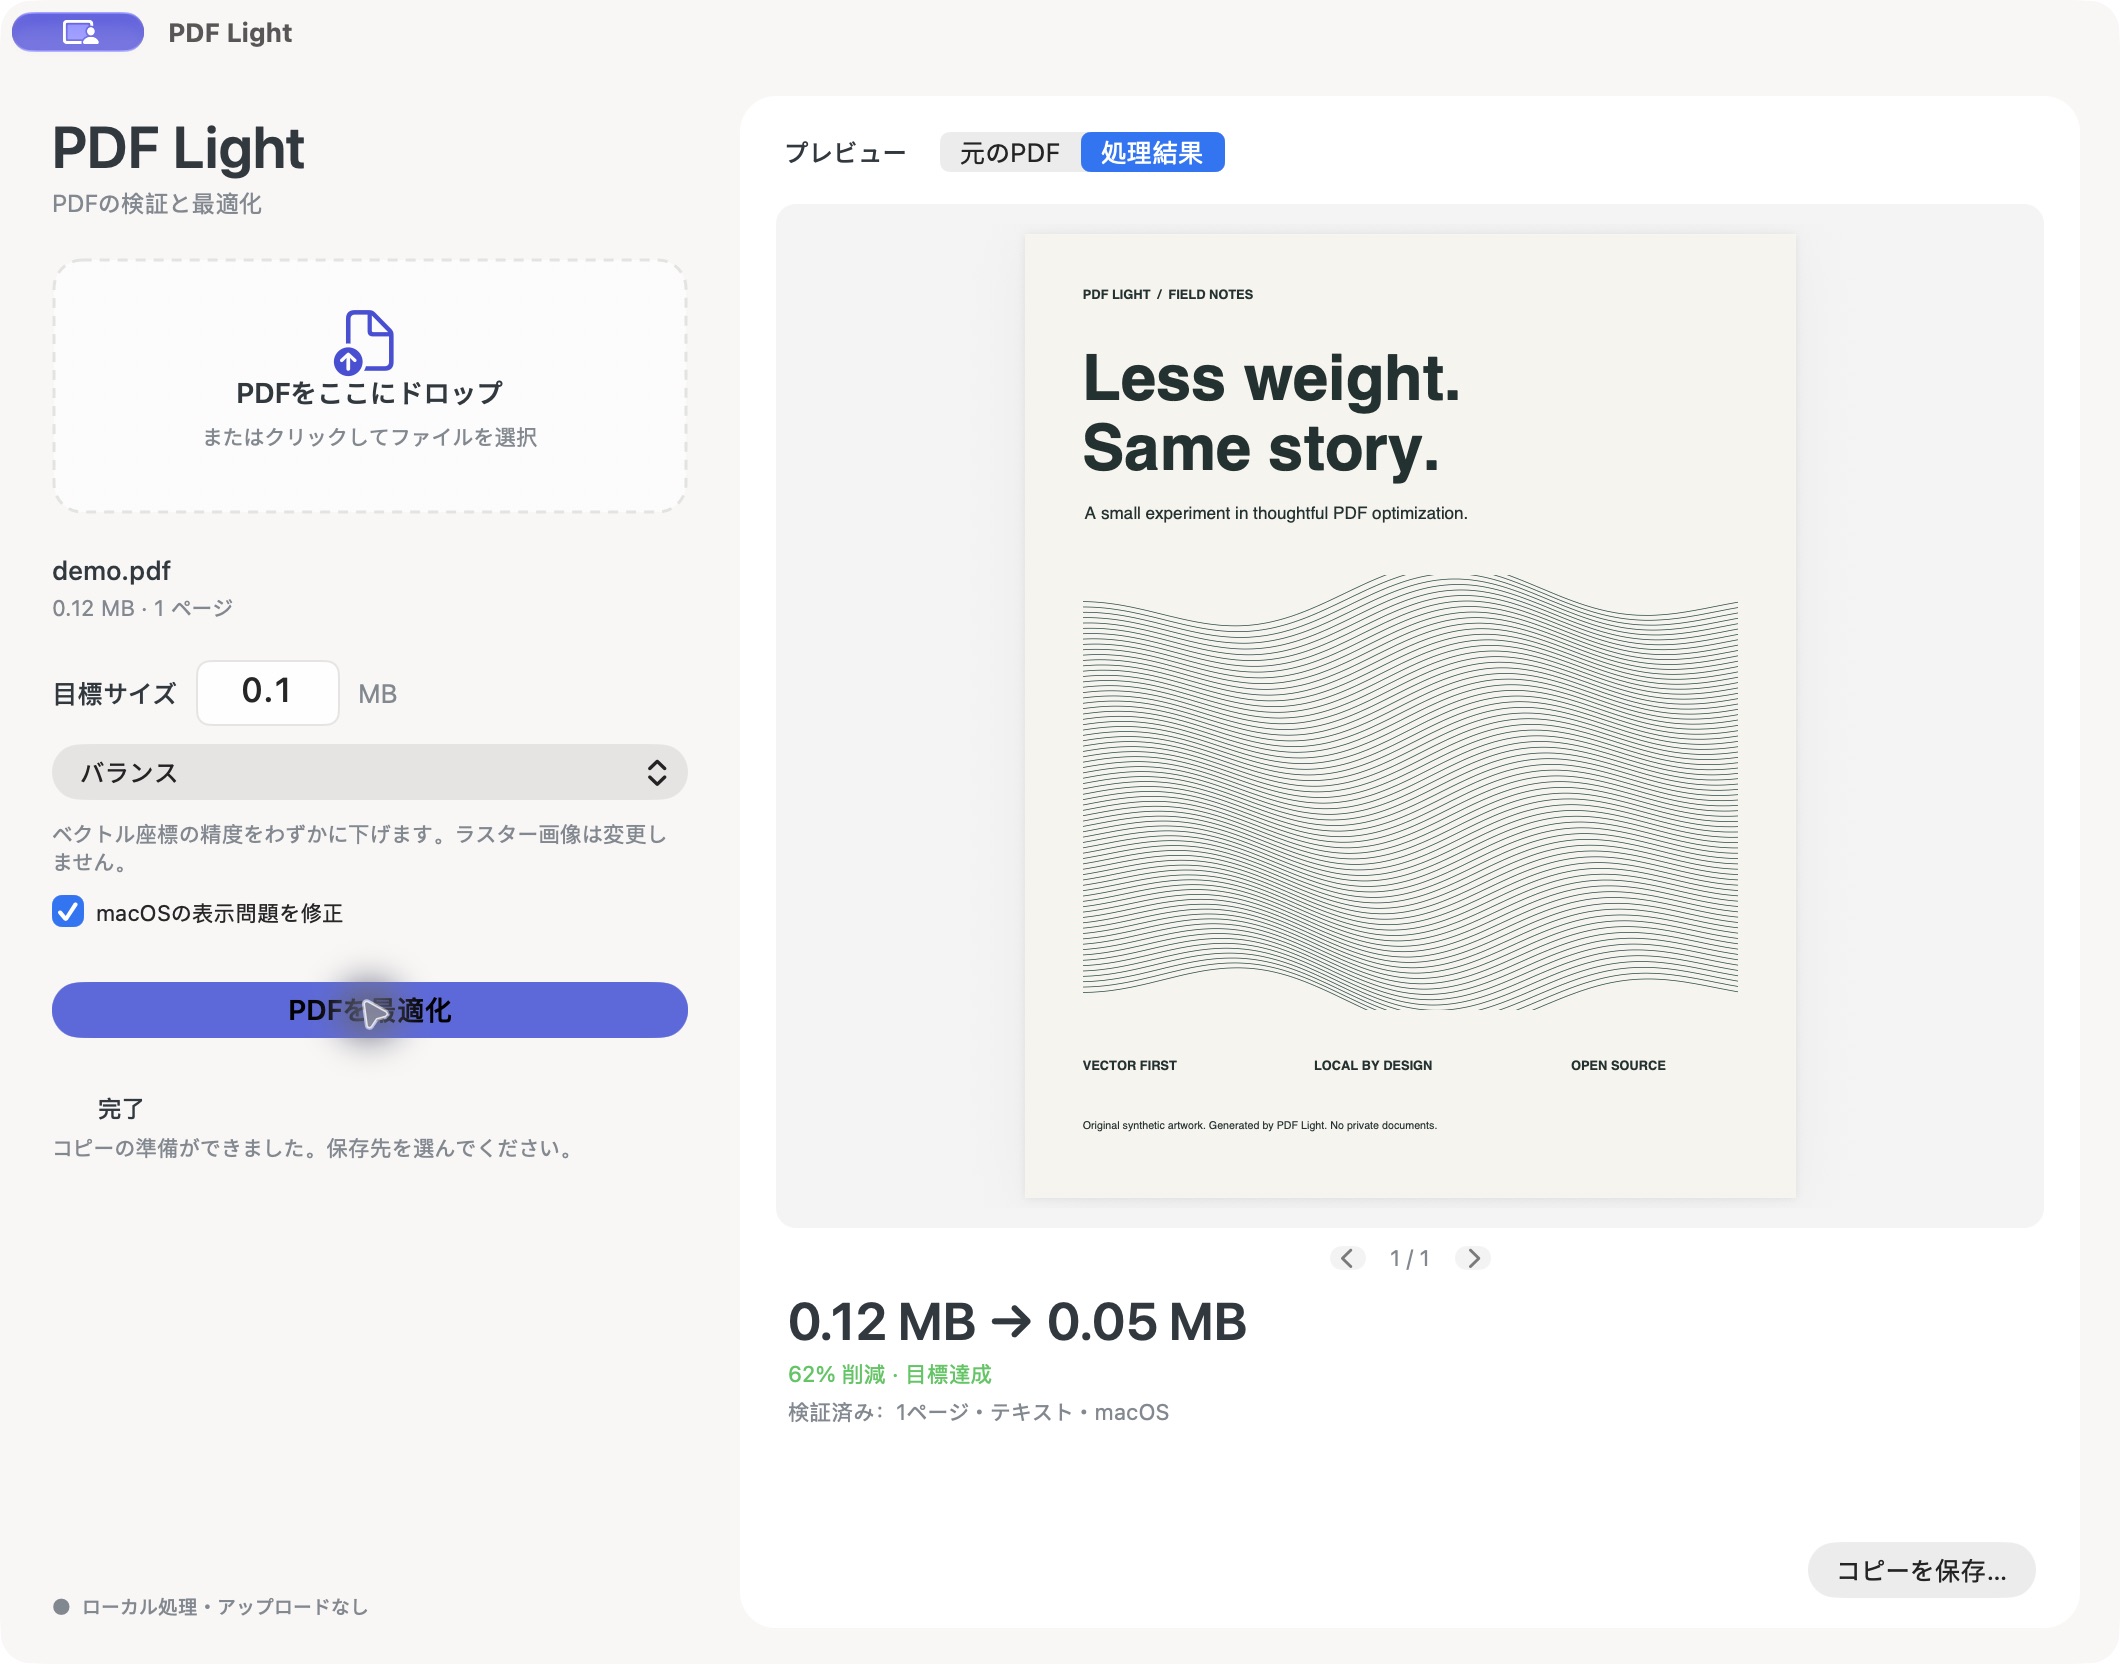 PDF Light
PDF Light
PDFの検証と最適化
PDFをここにドロップ
またはクリックしてファイルを選択
demo.pdf
0.12 MB · 1 ページ
目標サイズ 0.1 MB
バランス
ベクトル座標の精度をわずかに下げます。ラスター画像は変更し
ません。
macOSの表示問題を修正
PDFを最適化
完了
コピーの準備ができました。保存先を選んでください。
ローカル処理・アップロードなし
プレビュー 元のPDF 処理結果
PDF LIGHT / FIELD NOTES
Less weight.
Same story.
A small experiment in thoughtful PDF optimization.
VECTOR FIRST LOCAL BY DESIGN OPEN SOURCE
Original synthetic artwork. Generated by PDF Light. No private documents.
1 / 1
0.12 MB → 0.05 MB
62% 削減 · 目標達成
検証済み: 1ページ・テキスト・macOS
コピーを保存...